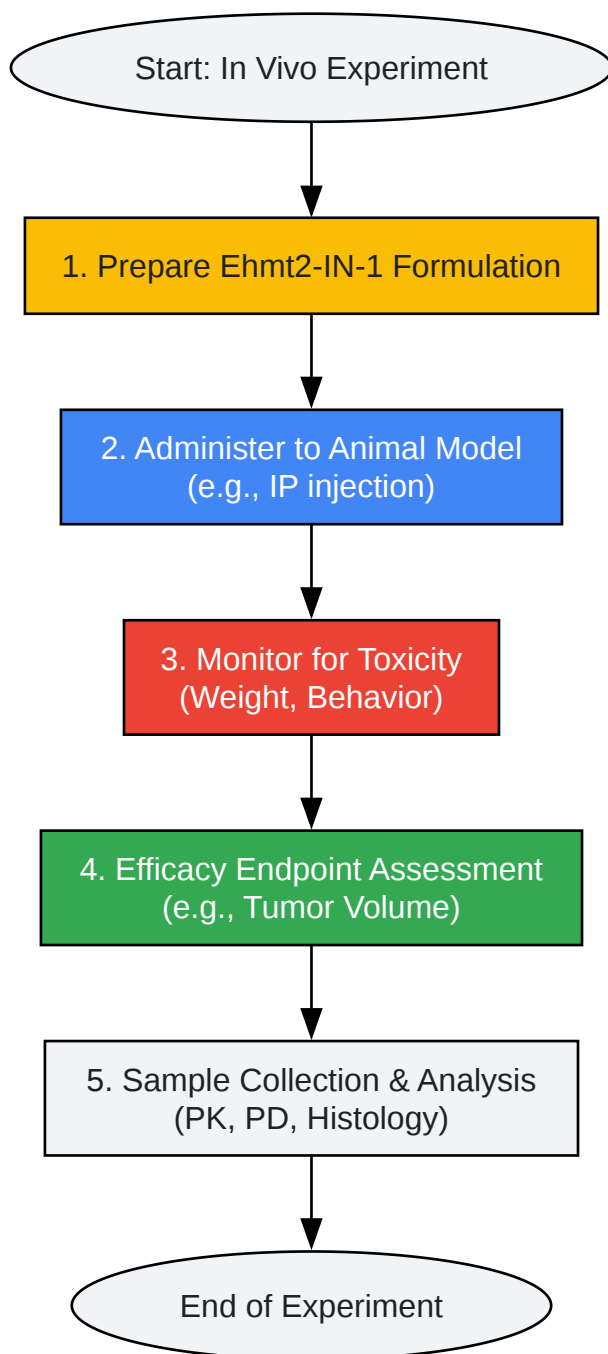 Start: In Vivo Experiment
1. Prepare Ehmt2-IN-1 Formulation
2. Administer to Animal Model
(e.g., IP injection)
3. Monitor for Toxicity
(Weight, Behavior)
4. Efficacy Endpoint Assessment
(e.g., Tumor Volume)
5. Sample Collection & Analysis
(PK, PD, Histology)
End of Experiment